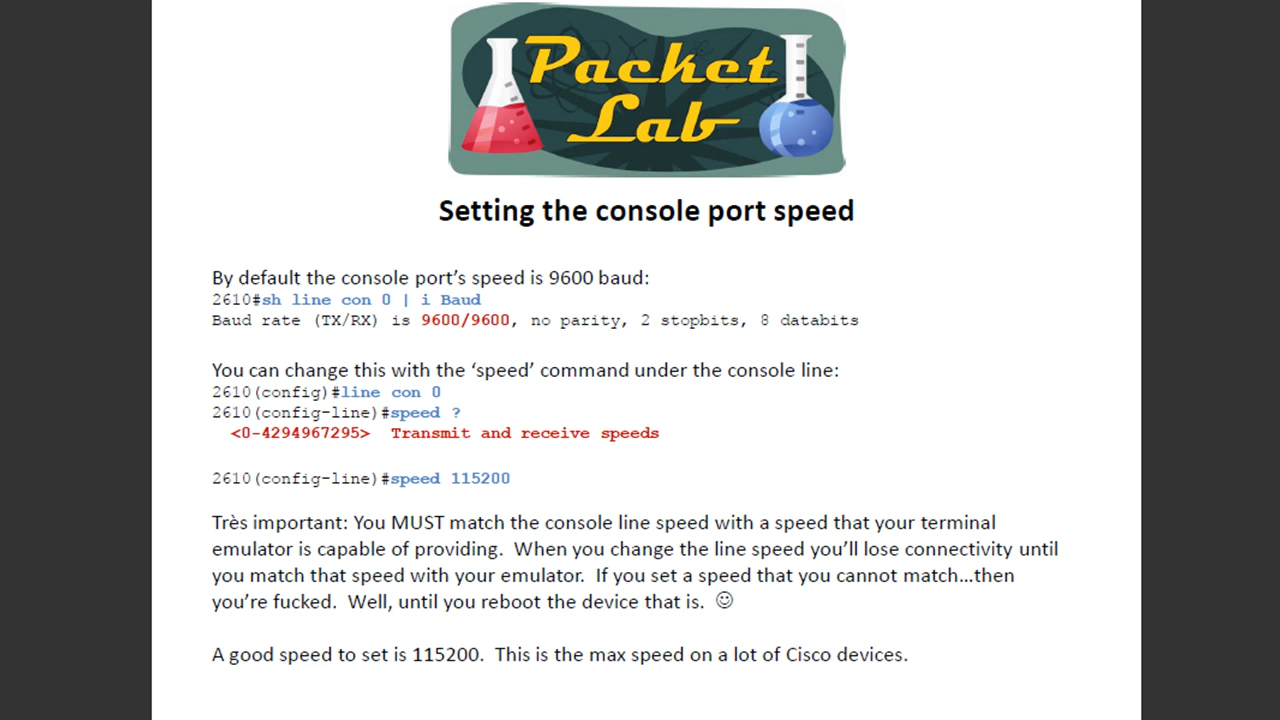 Packet
Lab
Setting the console port speed
By default the console port’s speed is 9600 baud:
2610#sh line con 0 | i Baud
Baud rate (TX/RX) is 9600/9600, no parity, 2 stopbits, 8 databits
You can change this with the ‘speed’ command under the console line:
2610(config)#line con 0
2610(config-line)#speed ?
<0-4294967295>  Transmit and receive speeds
2610(config-line)#speed 115200
Très important: You MUST match the console line speed with a speed that your terminal
emulator is capable of providing.  When you change the line speed you’ll lose connectivity until
you match that speed with your emulator.  If you set a speed that you cannot match…then
you’re fucked.  Well, until you reboot the device that is. ☺
A good speed to set is 115200.  This is the max speed on a lot of Cisco devices.